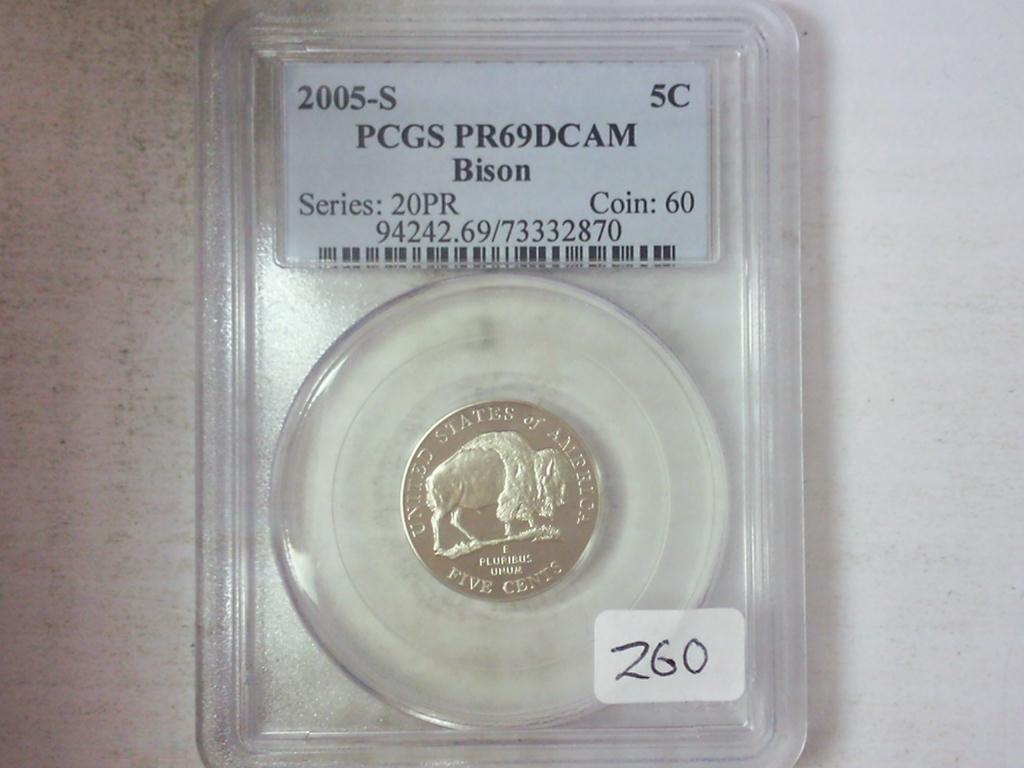 2005-S 5C
PCGS PR69DCAM
Bison
Series: 20PR Coin: 60
94242.69/73332870
UNITED STATES of AMERICA
E
PLURIBUS
UNUM
FIVE CENTS
260